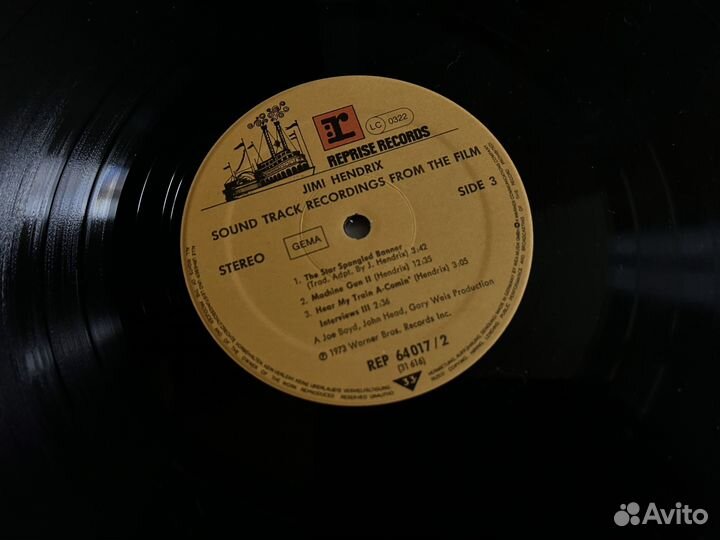 r
LC 0322
REPRISE RECORDS
JIMI HENDRIX
SOUND TRACK RECORDINGS FROM THE FILM
SIDE 3
STEREO
GEMA
1. The Star Spangled Banner
(Trad. Adpt. By J. Hendrix) 3:42
2. Machine Gun II (Hendrix) 12:35
3. Hear My Train A-Comin' (Hendrix) 3:05
Interviews III 2:36
A Joe Boyd, John Head, Gary Weis Production
℗ 1973 Warner Bros. Records Inc.
REP 64017/2
(31 616)
33
Avito